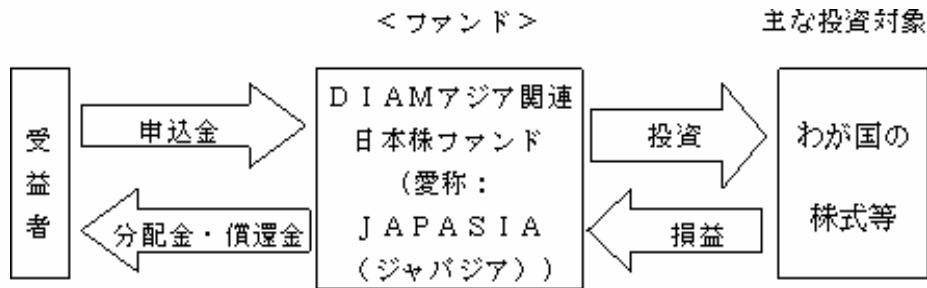 ＜ファンド＞
主な投資対象
受益者
申込金
分配金・償還金
ＤＩＡＭアジア関連
日本株ファンド
（愛称：
ＪＡＰＡＳＩＡ
（ジャパジア））
投資
損益
わが国の
株式等